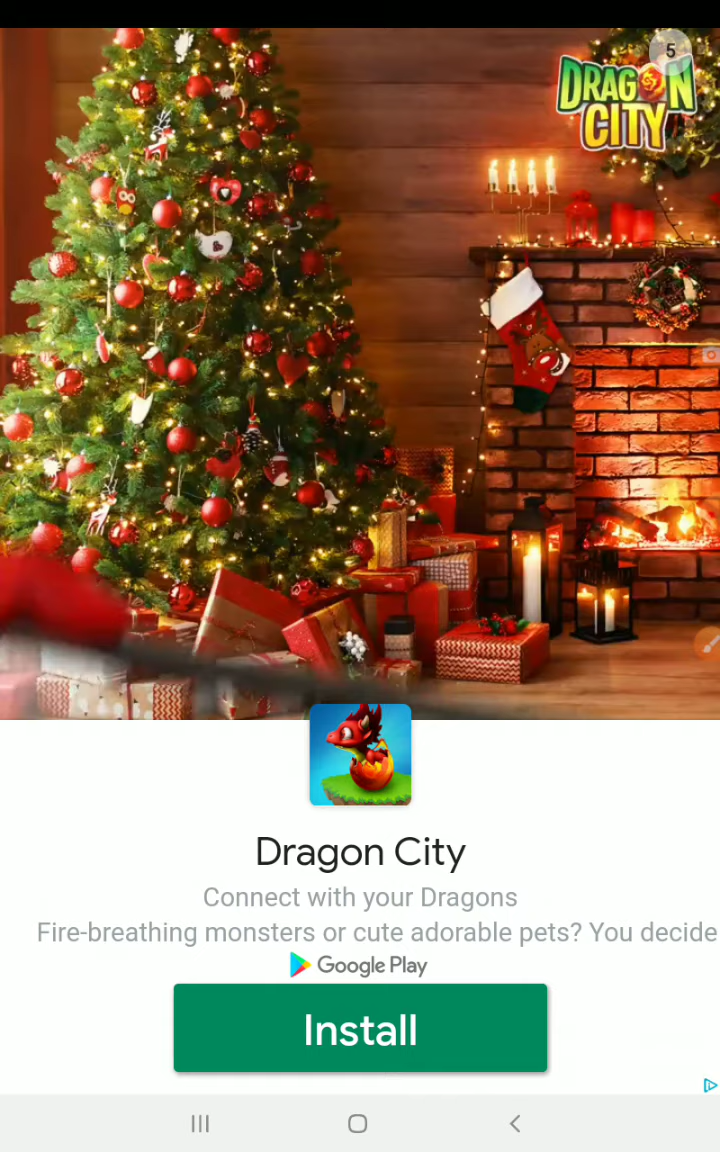 5
DRAGON
CITY
Dragon City
Connect with your Dragons
Fire-breathing monsters or cute adorable pets? You decide
Google Play
Install